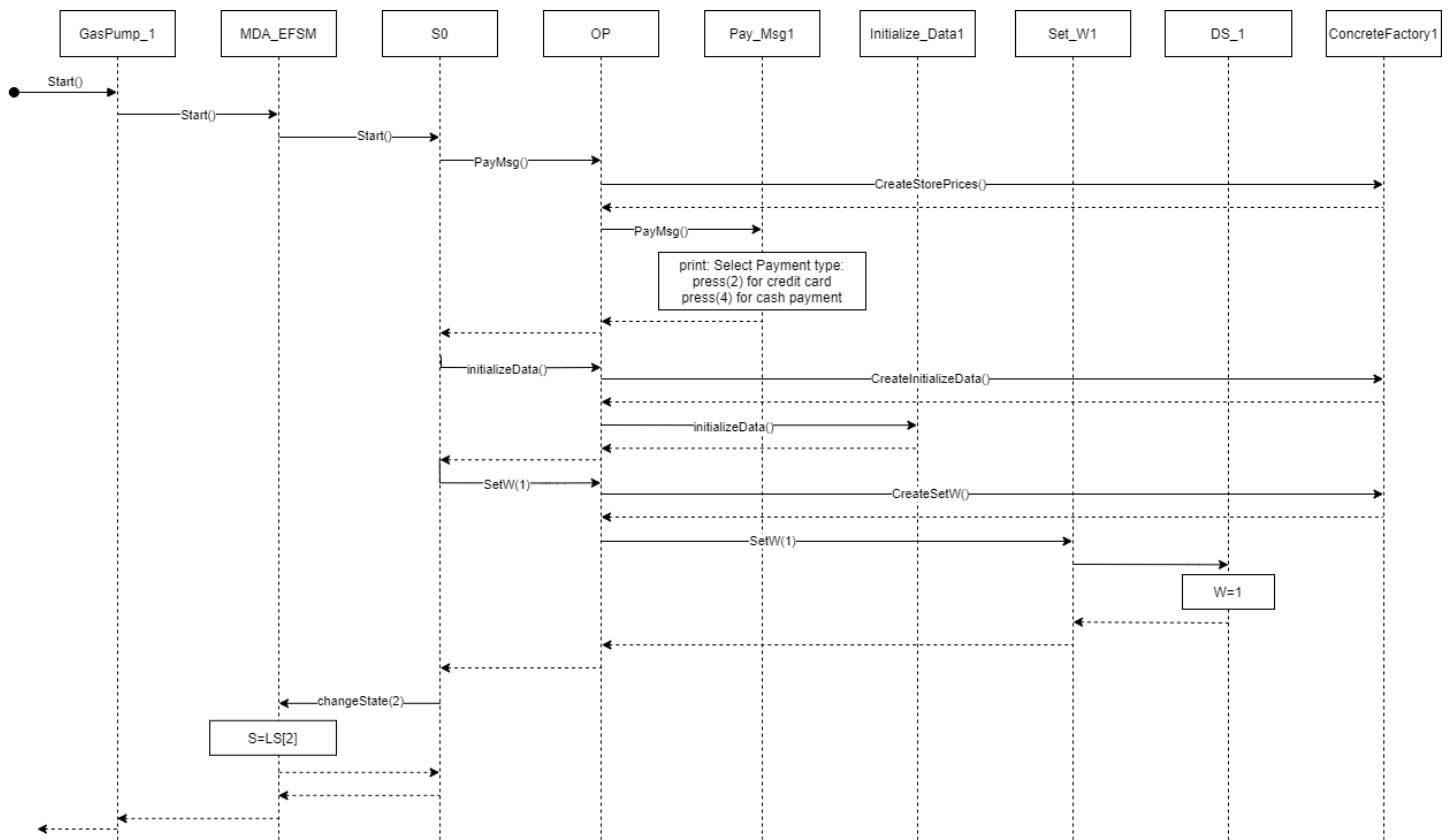 GasPump_1
MDA_EFSM
S0
OP
Pay_Msg1
Initialize_Data1
Set_W1
DS_1
ConcreteFactory1
Start()
Start()
Start()
PayMsg()
CreateStorePrices()
PayMsg()
print: Select Payment type:
press(2) for credit card
press(4) for cash payment
initializeData()
CreateInitializeData()
initializeData()
SetW(1)
CreateSetW()
SetW(1)
W=1
changeState(2)
S=LS[2]